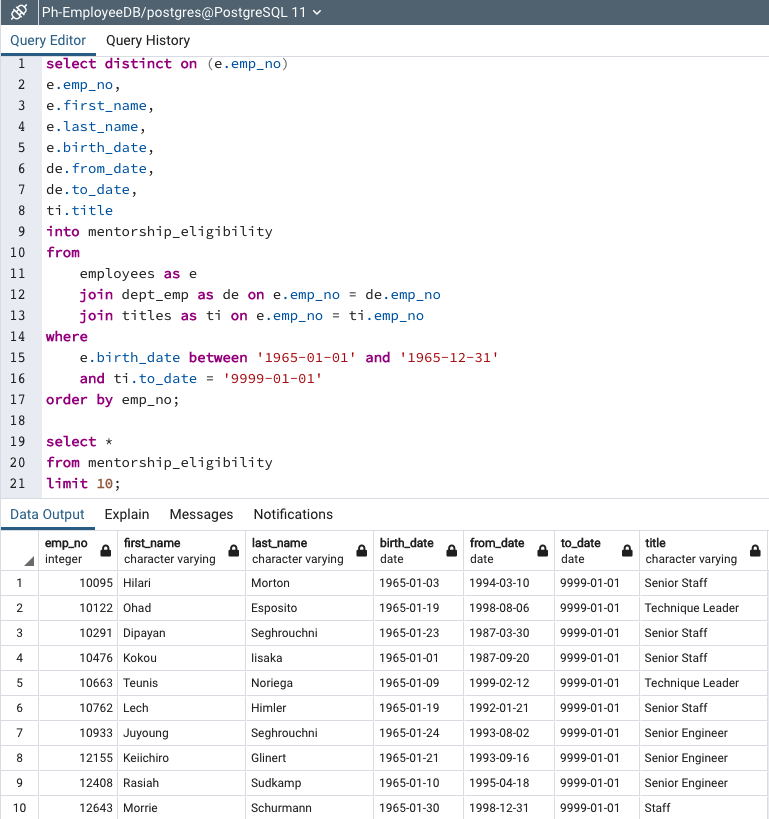 Ph-EmployeeDB/postgres@PostgreSQL 11
Query Editor Query History
1 select distinct on (e.emp_no)
2 e.emp_no,
3 e.first_name,
4 e.last_name,
5 e.birth_date,
6 de.from_date,
7 de.to_date,
8 ti.title
9 into mentorship_eligibility
10 from
11 employees as e
12 join dept_emp as de on e.emp_no = de.emp_no
13 join titles as ti on e.emp_no = ti.emp_no
14 where
15 e.birth_date between '1965-01-01' and '1965-12-31'
16 and ti.to_date = '9999-01-01'
17 order by emp_no;
18
19 select *
20 from mentorship_eligibility
21 limit 10;
Data Output Explain Messages Notifications
emp_no first_name last_name birth_date from_date to_date title
integer character varying character varying date date date character varying
1 10095 Hilari Morton 1965-01-03 1994-03-10 9999-01-01 Senior Staff
2 10122 Ohad Esposito 1965-01-19 1998-08-06 9999-01-01 Technique Leader
3 10291 Dipayan Seghrouchni 1965-01-23 1987-03-30 9999-01-01 Senior Staff
4 10476 Kokou Iisaka 1965-01-01 1987-09-20 9999-01-01 Senior Staff
5 10663 Teunis Noriega 1965-01-09 1999-02-12 9999-01-01 Technique Leader
6 10762 Lech Himler 1965-01-19 1992-01-21 9999-01-01 Senior Staff
7 10933 Juyoung Seghrouchni 1965-01-24 1993-08-02 9999-01-01 Senior Engineer
8 12155 Keiichiro Glinert 1965-01-21 1993-09-16 9999-01-01 Senior Engineer
9 12408 Rasiah Sudkamp 1965-01-10 1995-04-18 9999-01-01 Senior Engineer
10 12643 Morrie Schurmann 1965-01-30 1998-12-31 9999-01-01 Staff